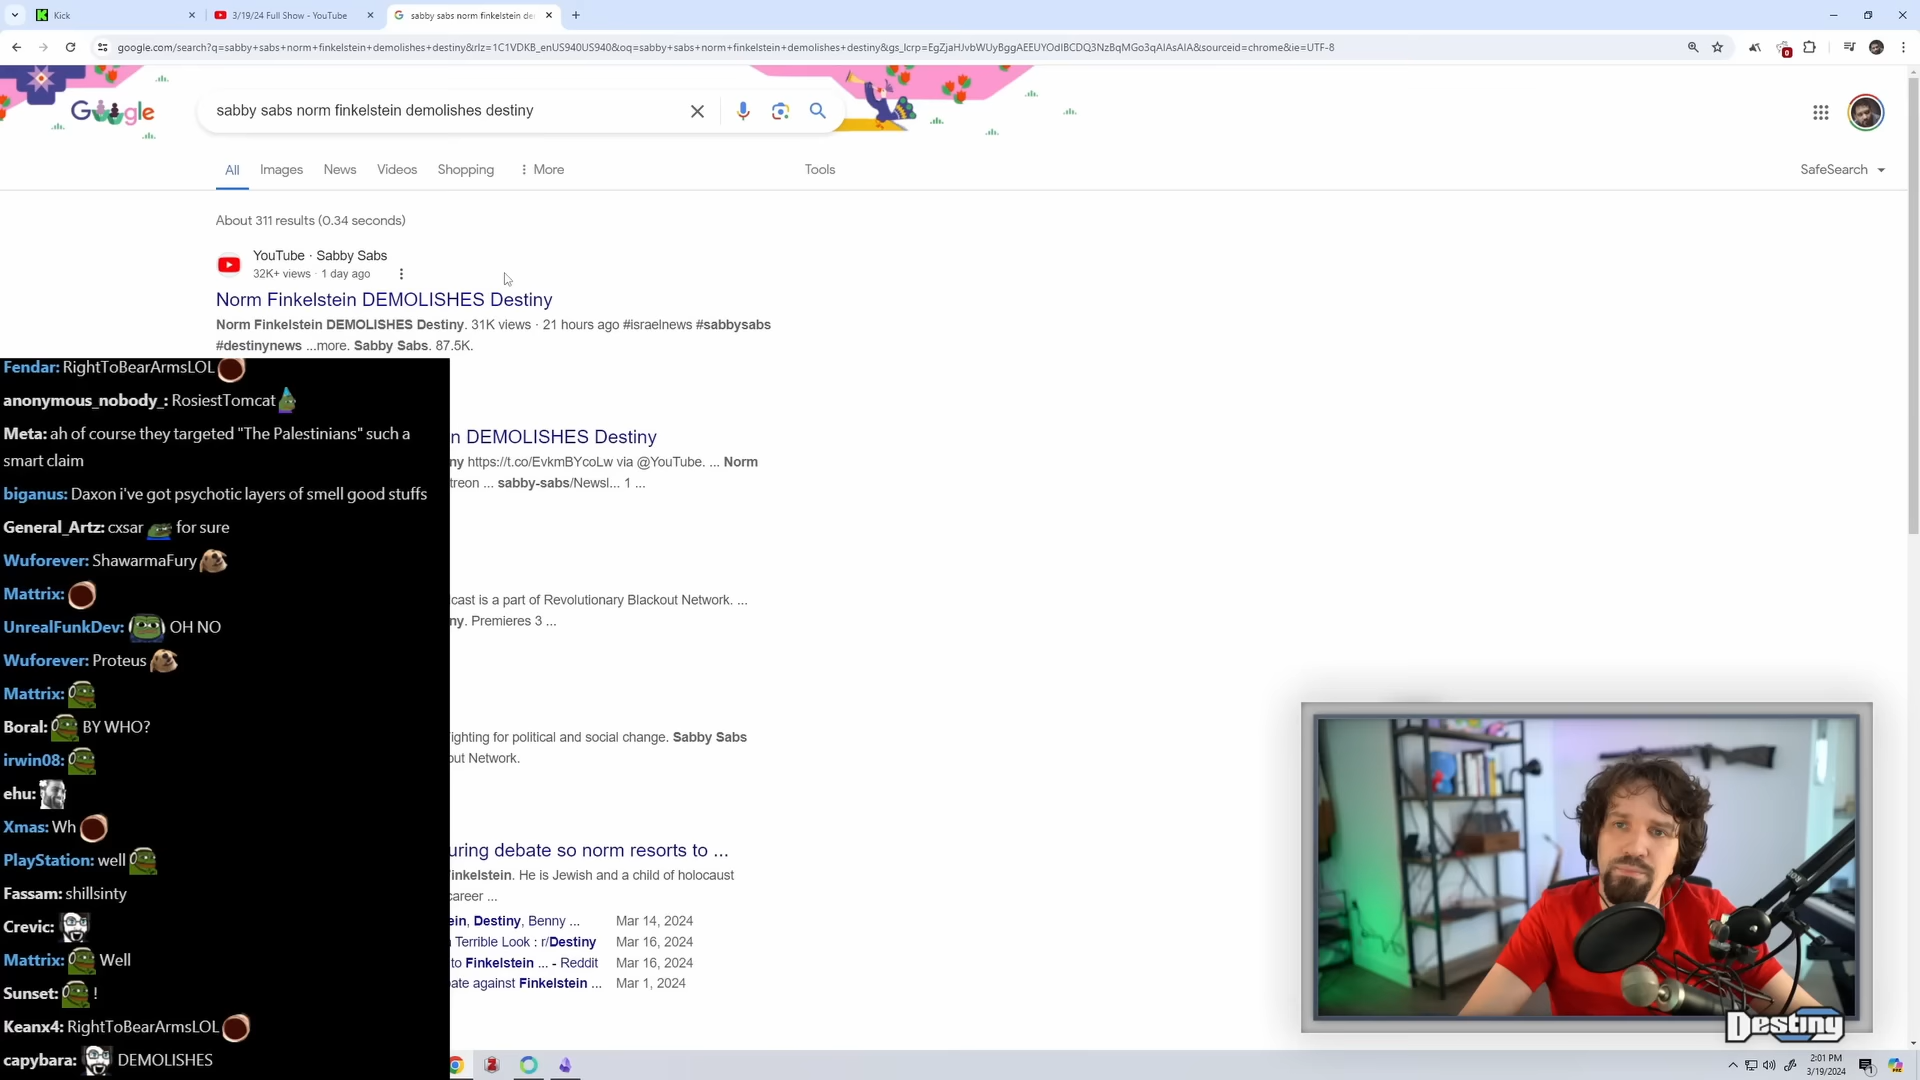 Kick
3/19/24 Full Show - YouTube
sabby sabs norm finkelstein de
google.com/search?q=sabby+sabs+norm+finkelstein+demolishes+destiny&rlz=1C1VDKB_enUS940US940&oq=sabby+sabs+norm+finkelstein+demolishes+destiny&gs_lcrp=EgZjaHJvbWUyBggAEEUYOdIBCDQ3NzBqMGo3qAIAsAIA&sourceid=chrome&ie=UTF-8
0
Google
sabby sabs norm finkelstein demolishes destiny
All Images News Videos Shopping More Tools SafeSearch
About 311 results (0.34 seconds)
YouTube · Sabby Sabs
32K+ views · 1 day ago
Norm Finkelstein DEMOLISHES Destiny
Norm Finkelstein DEMOLISHES Destiny. 31K views · 21 hours ago #israelnews #sabbysabs
#destinynews ...more. Sabby Sabs. 87.5K.
n DEMOLISHES Destiny
ny https://t.co/EvkmBYcoLw via @YouTube. ... Norm
treon ... sabby-sabs/Newsl... 1 ...
cast is a part of Revolutionary Blackout Network. ...
ny. Premieres 3 ...
ighting for political and social change. Sabby Sabs
out Network.
uring debate so norm resorts to ...
inkelstein. He is Jewish and a child of holocaust
career ...
ein, Destiny, Benny ... Mar 14, 2024
Terrible Look : r/Destiny Mar 16, 2024
to Finkelstein ... - Reddit Mar 16, 2024
ate against Finkelstein ... Mar 1, 2024
Fendar: RightToBearArmsLOL
anonymous_nobody_: RosiestTomcat
Meta: ah of course they targeted "The Palestinians" such a
smart claim
biganus: Daxon i've got psychotic layers of smell good stuffs
General_Artz: cxsar for sure
Wuforever: ShawarmaFury
Mattrix:
UnrealFunkDev: OH NO
Wuforever: Proteus
Mattrix:
Boral: BY WHO?
irwin08:
ehu:
Xmas: Wh
PlayStation: well
Fassam: shillsinty
Crevic:
Mattrix: Well
Sunset: !
Keanx4: RightToBearArmsLOL
capybara: DEMOLISHES
Destiny
2:01 PM
3/19/2024
1